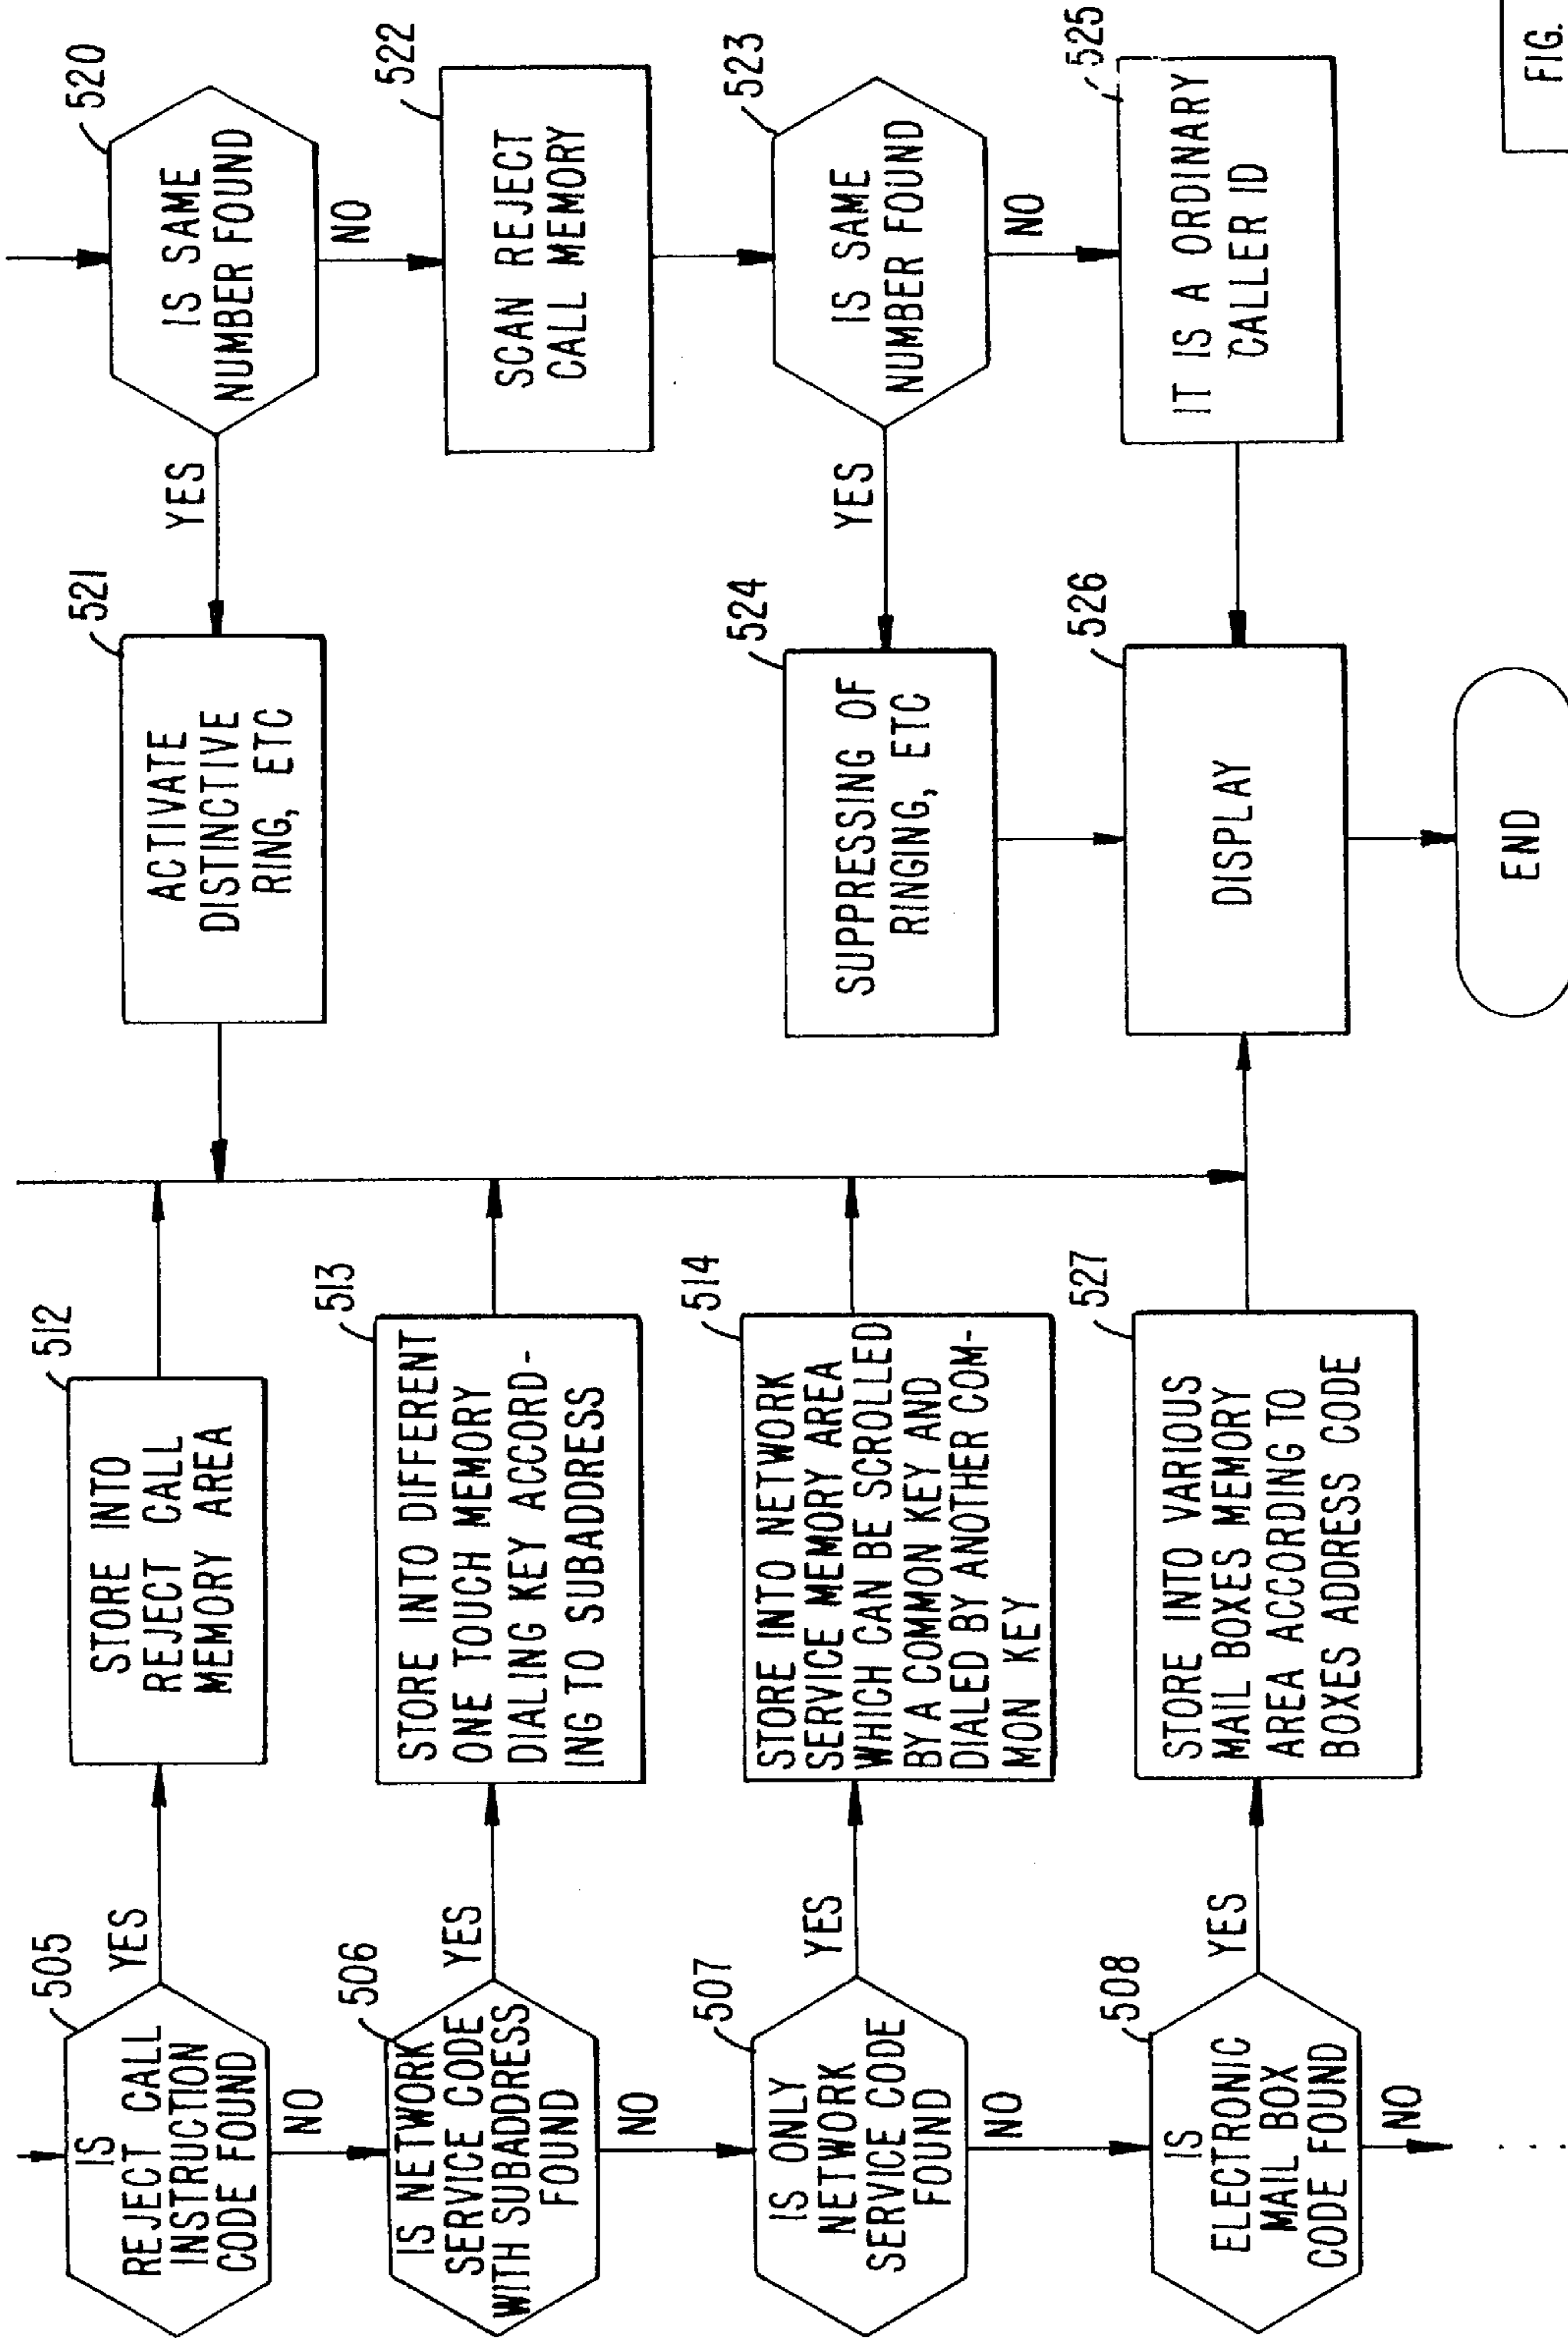 505
IS
REJECT CALL
INSTRUCTION
CODE FOUND
YES
NO
512
STORE INTO
REJECT CALL
MEMORY AREA
521
ACTIVATE
DISTINCTIVE
RING, ETC
YES
520
IS SAME
NUMBER FOUND
NO
506
IS NETWORK
SERVICE CODE
WITH SUBADDRESS
FOUND
YES
NO
513
STORE INTO DIFFERENT
ONE TOUCH MEMORY
DIALING KEY ACCORD-
ING TO SUBADDRESS
522
SCAN REJECT
CALL MEMORY
507
IS ONLY
NETWORK
SERVICE CODE
FOUND
YES
NO
514
STORE INTO NETWORK
SERVICE MEMORY AREA
WHICH CAN BE SCROLLED
BY A COMMON KEY AND
DIALED BY ANOTHER COM-
MON KEY
524
SUPPRESSING OF
RINGING, ETC
YES
523
IS SAME
NUMBER FOUND
NO
508
IS
ELECTRONIC
MAIL BOX
CODE FOUND
YES
NO
527
STORE INTO VARIOUS
MAIL BOXES MEMORY
AREA ACCORDING TO
BOXES ADDRESS CODE
526
DISPLAY
525
IT IS A ORDINARY
CALLER ID
END
FIG.